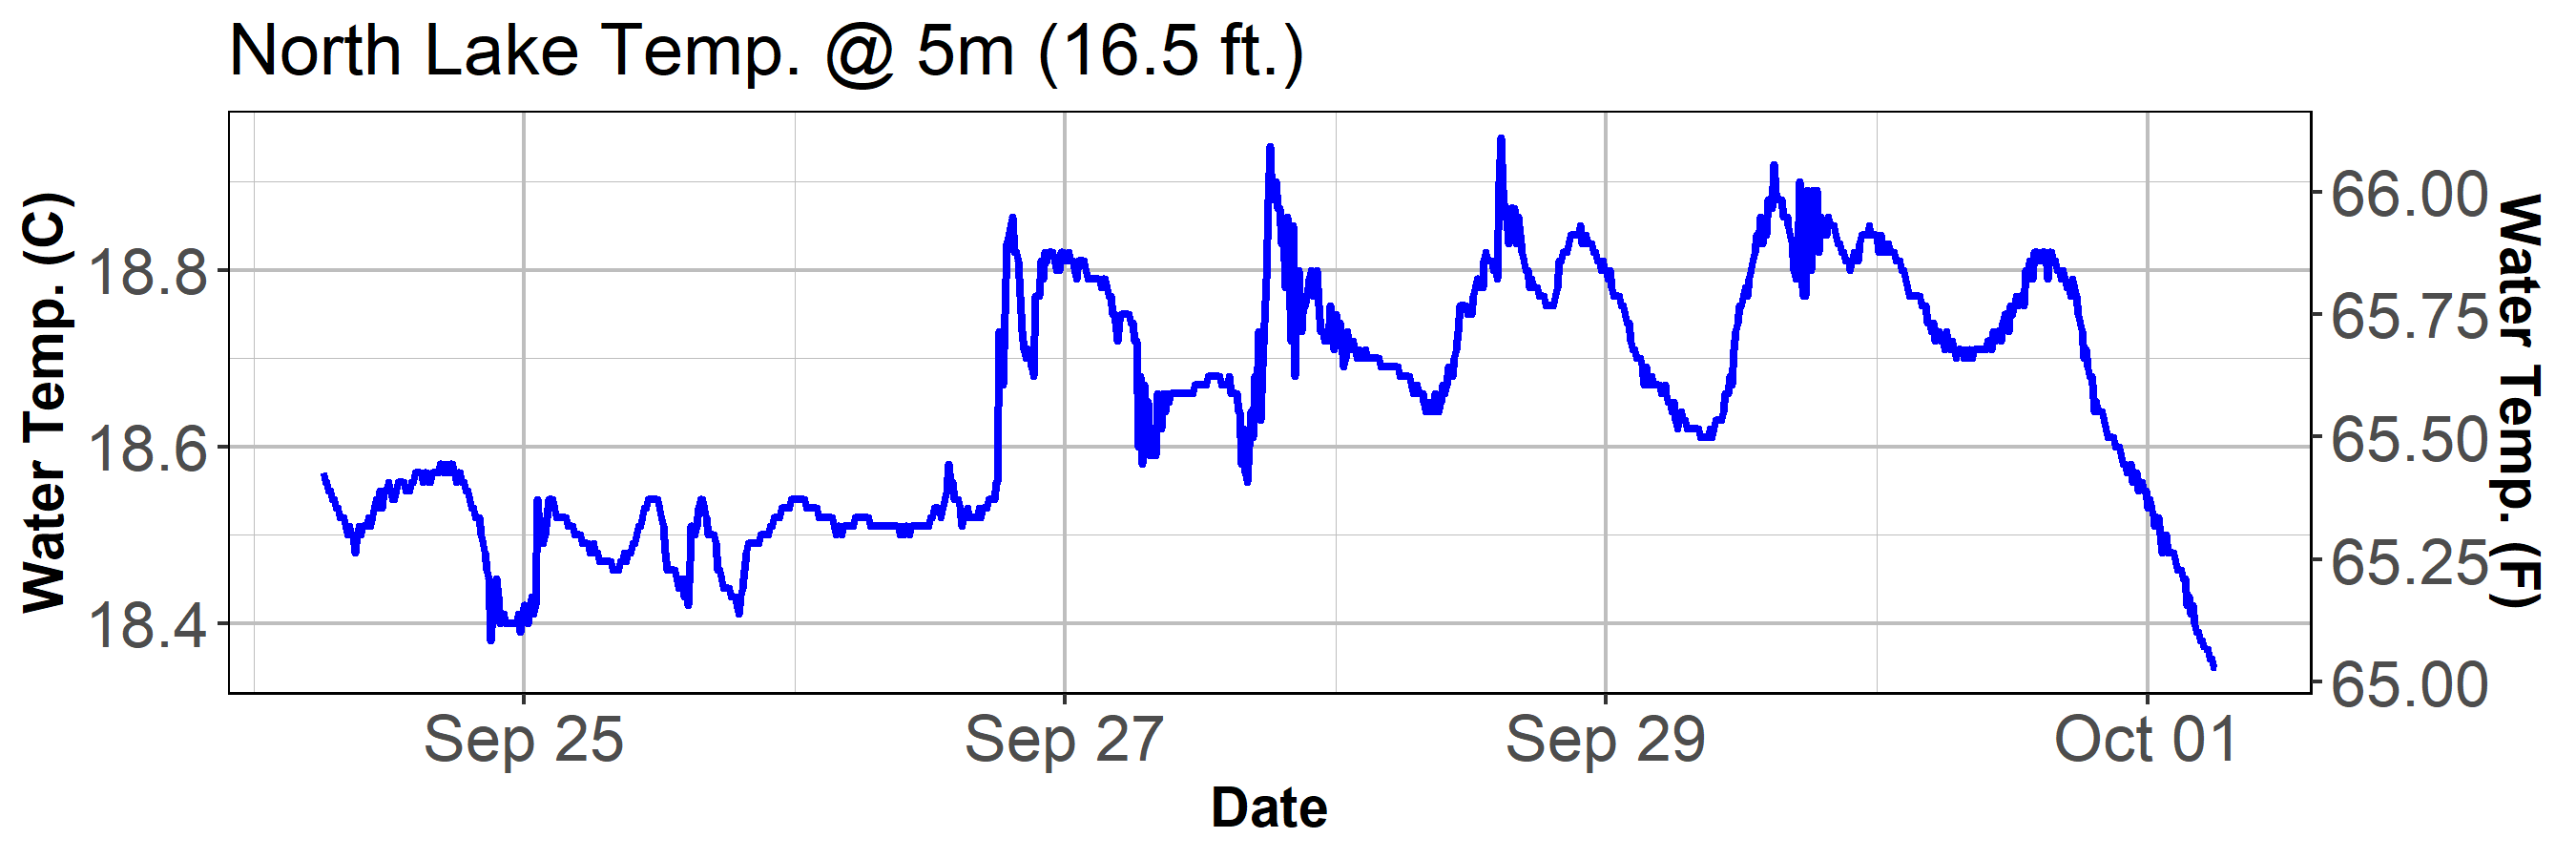 North Lake Temp. @ 5m (16.5 ft.)
Water Temp. (C)
18.8
18.6
18.4
66.00
65.75
65.50
65.25
65.00
Water Temp. (F)
Sep 25
Sep 27
Sep 29
Oct 01
Date